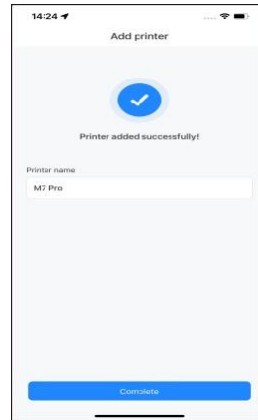 14:24
Add printer
Printer added successfully!
Printer name
M7 Pro
Complete